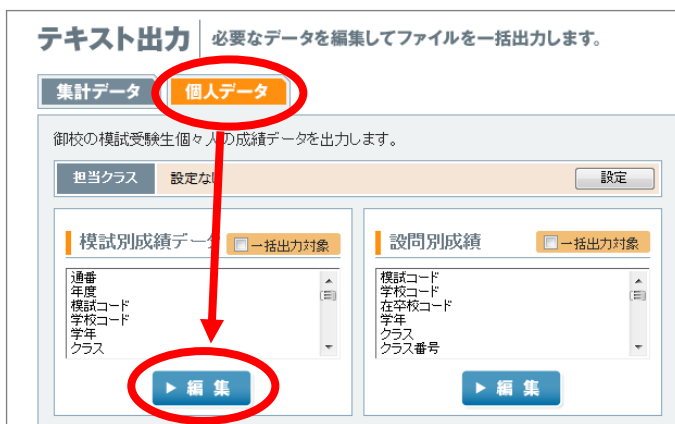 テキスト出力 必要なデータを編集してファイルを一括出力します。
集計データ 個人データ
御校の模試受験生個々人の成績データを出力します。
担当クラス 設定なし 設定
模試別成績データ 一括出力対象
通番
年度
模試コード
学校コード
学年
クラス
編集
設問別成績 一括出力対象
模試コード
学校コード
在卒校コード
学年
クラス
クラス番号
編集